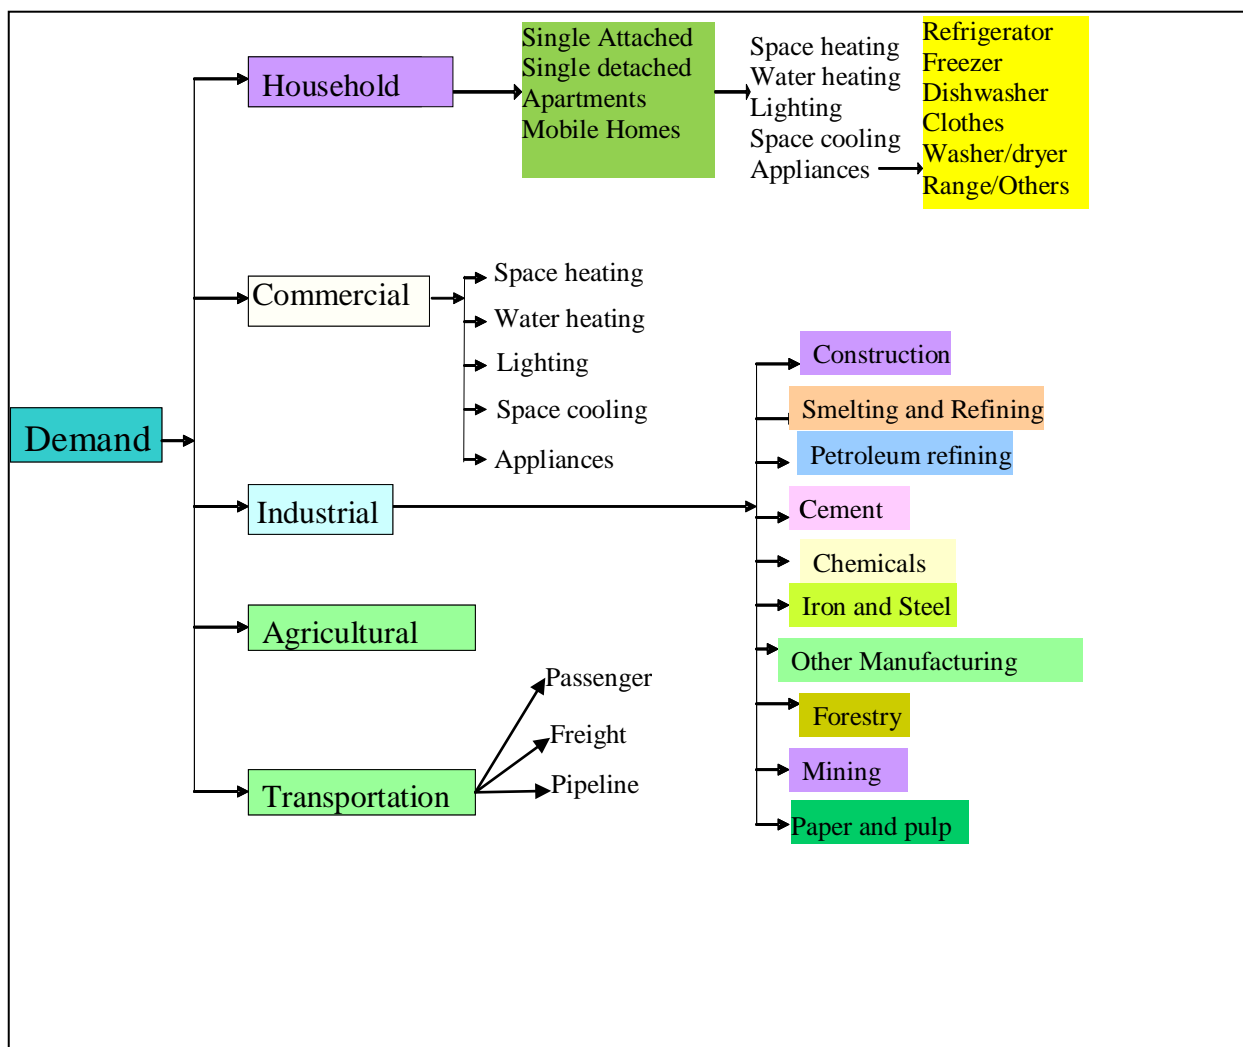 Demand
Household
Single Attached
Single detached
Apartments
Mobile Homes
Space heating
Water heating
Lighting
Space cooling
Appliances
Refrigerator
Freezer
Dishwasher
Clothes
Washer/dryer
Range/Others
Commercial
Space heating
Water heating
Lighting
Space cooling
Appliances
Industrial
Construction
Smelting and Refining
Petroleum refining
Cement
Chemicals
Iron and Steel
Other Manufacturing
Forestry
Mining
Paper and pulp
Agricultural
Transportation
Passenger
Freight
Pipeline